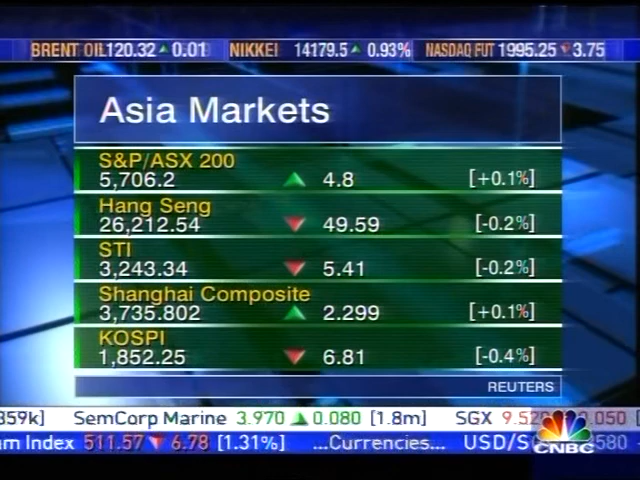 BRENT OIL 120.32 ▲ 0.01 NIKKEI 14179.5 ▲ 0.93% NASDAQ FUT 1995.25 ▼ 3.75
Asia Markets
S&P/ASX 200
5,706.2 ▲ 4.8 [+0.1%]
Hang Seng
26,212.54 ▼ 49.59 [-0.2%]
STI
3,243.34 ▼ 5.41 [-0.2%]
Shanghai Composite
3,735.802 ▲ 2.299 [+0.1%]
KOSPI
1,852.25 ▼ 6.81 [-0.4%]
REUTERS
359k] SemCorp Marine 3.970 ▲ 0.080 [1.8m] SGX
Index 511.57 ▼ 6.78 [1.31%] ...Currencies...
CNBC